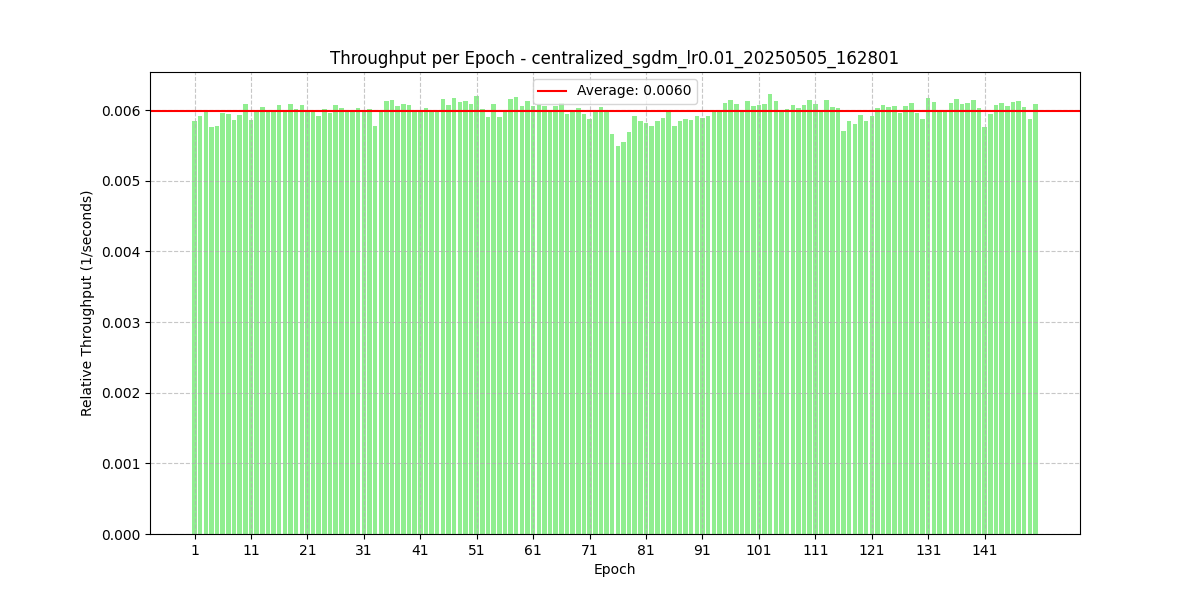 Throughput per Epoch - centralized_sgdm_lr0.01_20250505_162801
Average: 0.0060
Relative Throughput (1/seconds)
0.006
0.005
0.004
0.003
0.002
0.001
0.000
1 11 21 31 41 51 61 71 81 91 101 111 121 131 141
Epoch